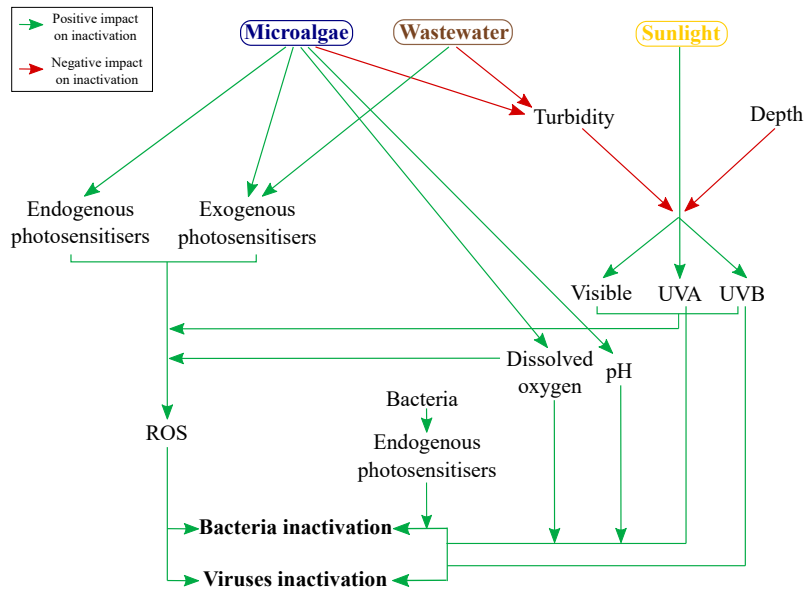 Positive impact
on inactivation
Negative impact
on inactivation
Microalgae
Wastewater
Sunlight
Turbidity
Depth
Endogenous
photosensitisers
Exogenous
photosensitisers
Visible
UVA
UVB
Dissolved
oxygen
pH
Bacteria
ROS
Endogenous
photosensitisers
Bacteria inactivation
Viruses inactivation